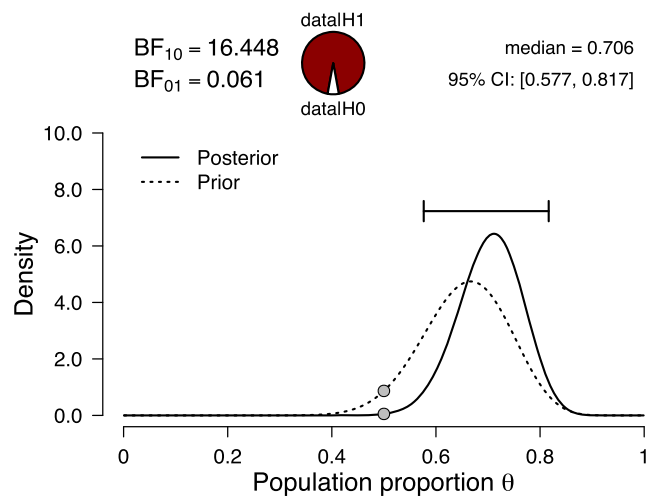 data|H1
BF10 = 16.448
BF01 = 0.061
data|H0
median = 0.706
95% CI: [0.577, 0.817]
Posterior
Prior
Density
10.0
8.0
6.0
4.0
2.0
0.0
0 0.2 0.4 0.6 0.8 1
Population proportion θ